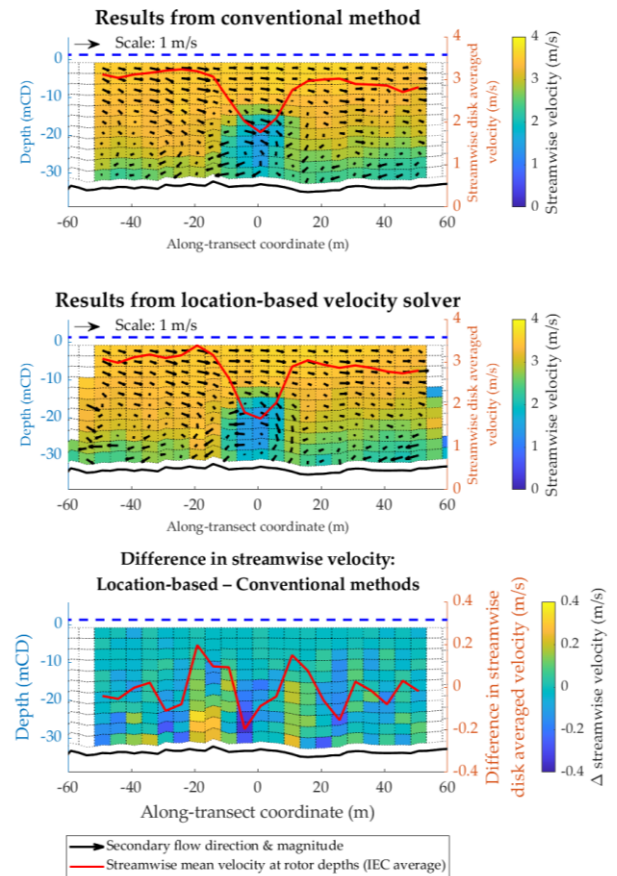 Results from conventional method
Scale: 1 m/s
Depth (mCD)
0
-10
-20
-30
-60
-40
-20
0
20
40
60
Along-transect coordinate (m)
4
3
2
1
0
Streamwise disk averaged
velocity (m/s)
4
3
2
1
0
Streamwise velocity (m/s)
Results from location-based velocity solver
Scale: 1 m/s
Depth (mCD)
0
-10
-20
-30
-60
-40
-20
0
20
40
60
Along-transect coordinate (m)
4
3
2
1
0
Streamwise disk averaged
velocity (m/s)
4
3
2
1
0
Streamwise velocity (m/s)
Difference in streamwise velocity:
Location-based – Conventional methods
Depth (mCD)
0
-10
-20
-30
-60
-40
-20
0
20
40
60
Along-transect coordinate (m)
0.4
0.2
0
-0.2
-0.4
Difference in streamwise
disk averaged velocity (m/s)
0.4
0.2
0
-0.2
-0.4
Δ streamwise velocity (m/s)
Secondary flow direction & magnitude
Streamwise mean velocity at rotor depths (IEC average)